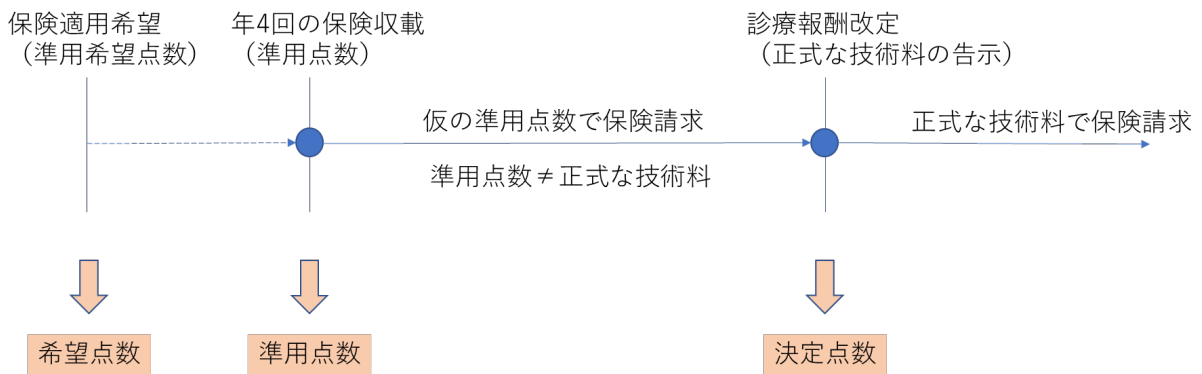 保険適用希望
（準用希望点数）
年4回の保険収載
（準用点数）
診療報酬改定
（正式な技術料の告示）
仮の準用点数で保険請求
正式な技術料で保険請求
準用点数≠正式な技術料
希望点数
準用点数
決定点数